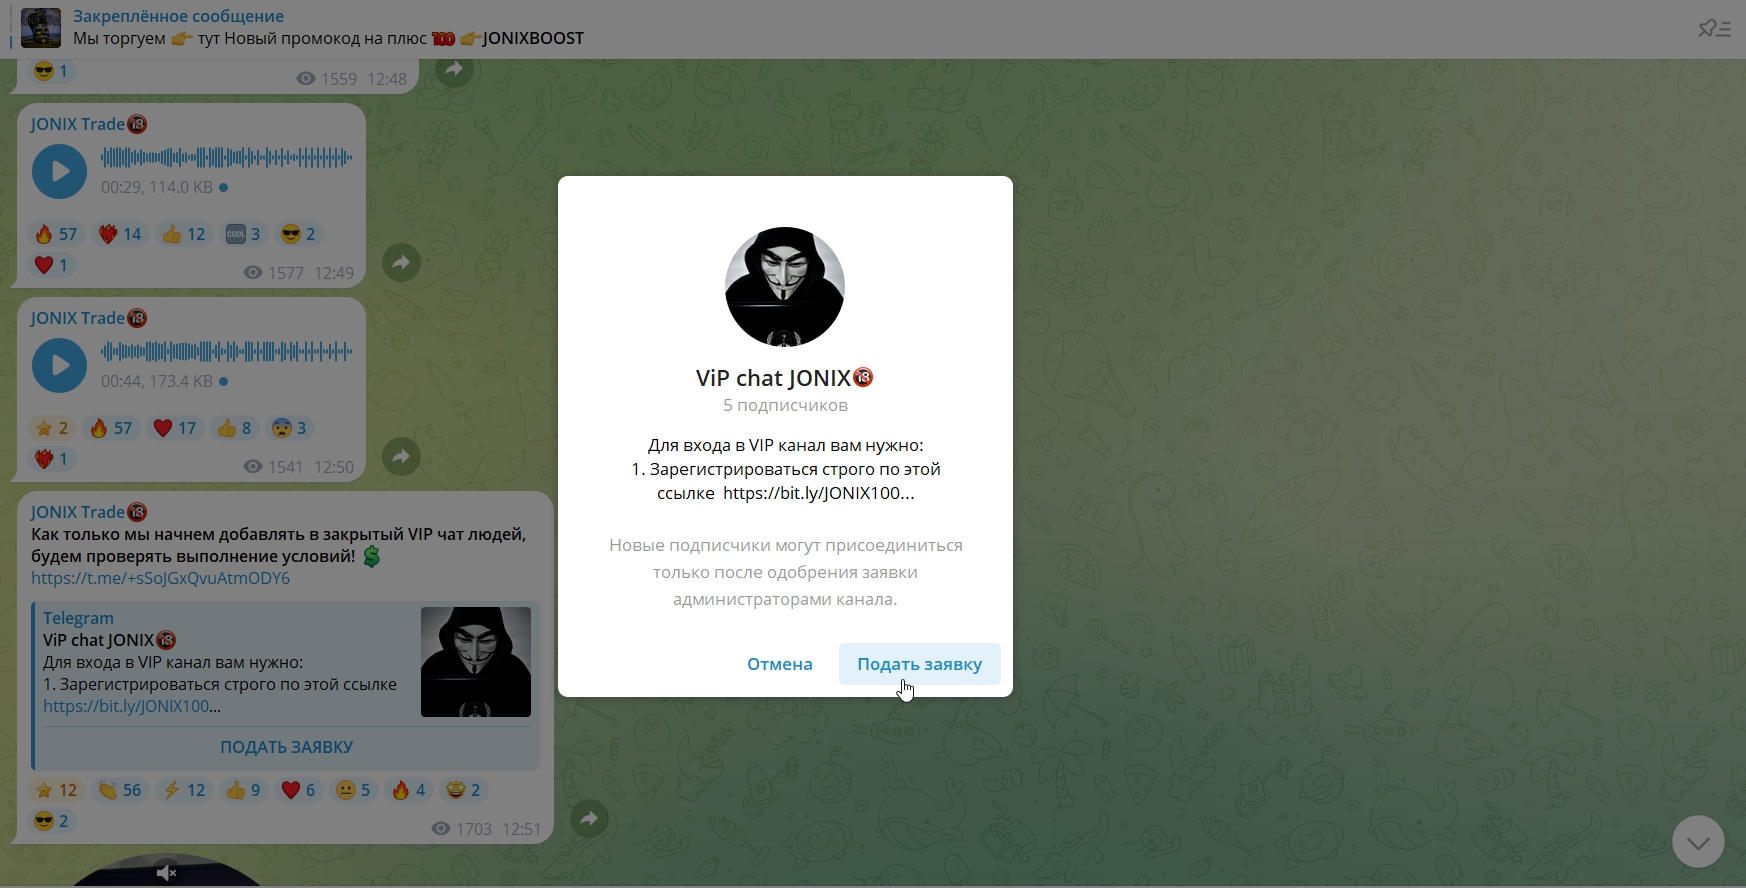 Закреплённое сообщение
Мы торгуем 👉 тут Новый промокод на плюс 💯 👉JONIXBOOST
😎 1
1559 12:48
JONIX Trade🔞
00:29, 114.0 KB
🔥 57 ❤️‍🔥 14 👍 12 🆒 3 😎 2
❤️ 1
1577 12:49
JONIX Trade🔞
00:44, 173.4 KB
⭐ 2 🔥 57 ❤️ 17 👍 8 😨 3
❤️‍🔥 1
1541 12:50
JONIX Trade🔞
Как только мы начнем добавлять в закрытый VIP чат людей,
будем проверять выполнение условий! 💲
https://t.me/+sSoJGxQvuAtmODY6
Telegram
ViP chat JONIX🔞
Для входа в VIP канал вам нужно:
1. Зарегистрироваться строго по этой ссылке
https://bit.ly/JONIX100...
ПОДАТЬ ЗАЯВКУ
⭐ 12 👏 56 ⚡ 12 👍 9 ❤️ 6 😐 5 🔥 4 🤩 2
😎 2
1703 12:51
ViP chat JONIX🔞
5 подписчиков
Для входа в VIP канал вам нужно:
1. Зарегистрироваться строго по этой
ссылке https://bit.ly/JONIX100...
Новые подписчики могут присоединиться
только после одобрения заявки
администраторами канала.
Отмена
Подать заявку